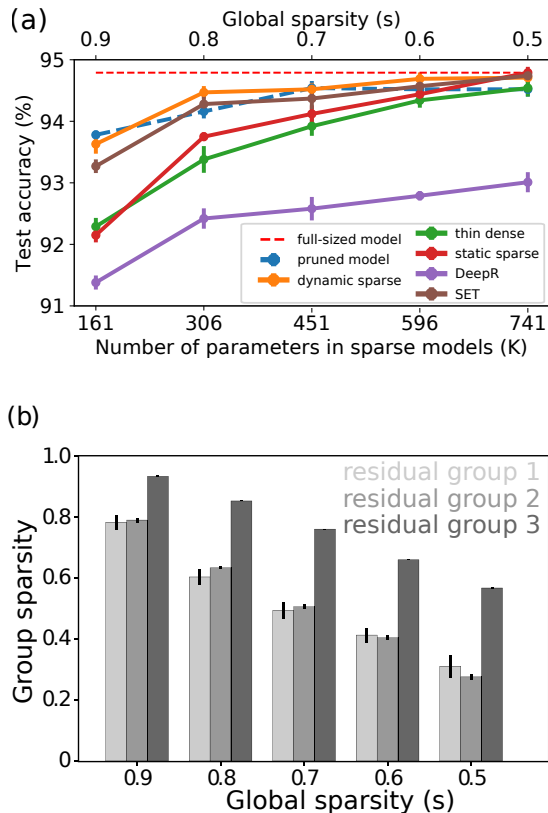 (a)
Global sparsity (s)
0.9 0.8 0.7 0.6 0.5
95
94
93
92
91
Test accuracy (%)
full-sized model
pruned model
dynamic sparse
thin dense
static sparse
DeepR
SET
161 306 451 596 741
Number of parameters in sparse models (K)
(b)
1.0
0.8
0.6
0.4
0.2
0
Group sparsity
residual group 1
residual group 2
residual group 3
0.9 0.8 0.7 0.6 0.5
Global sparsity (s)